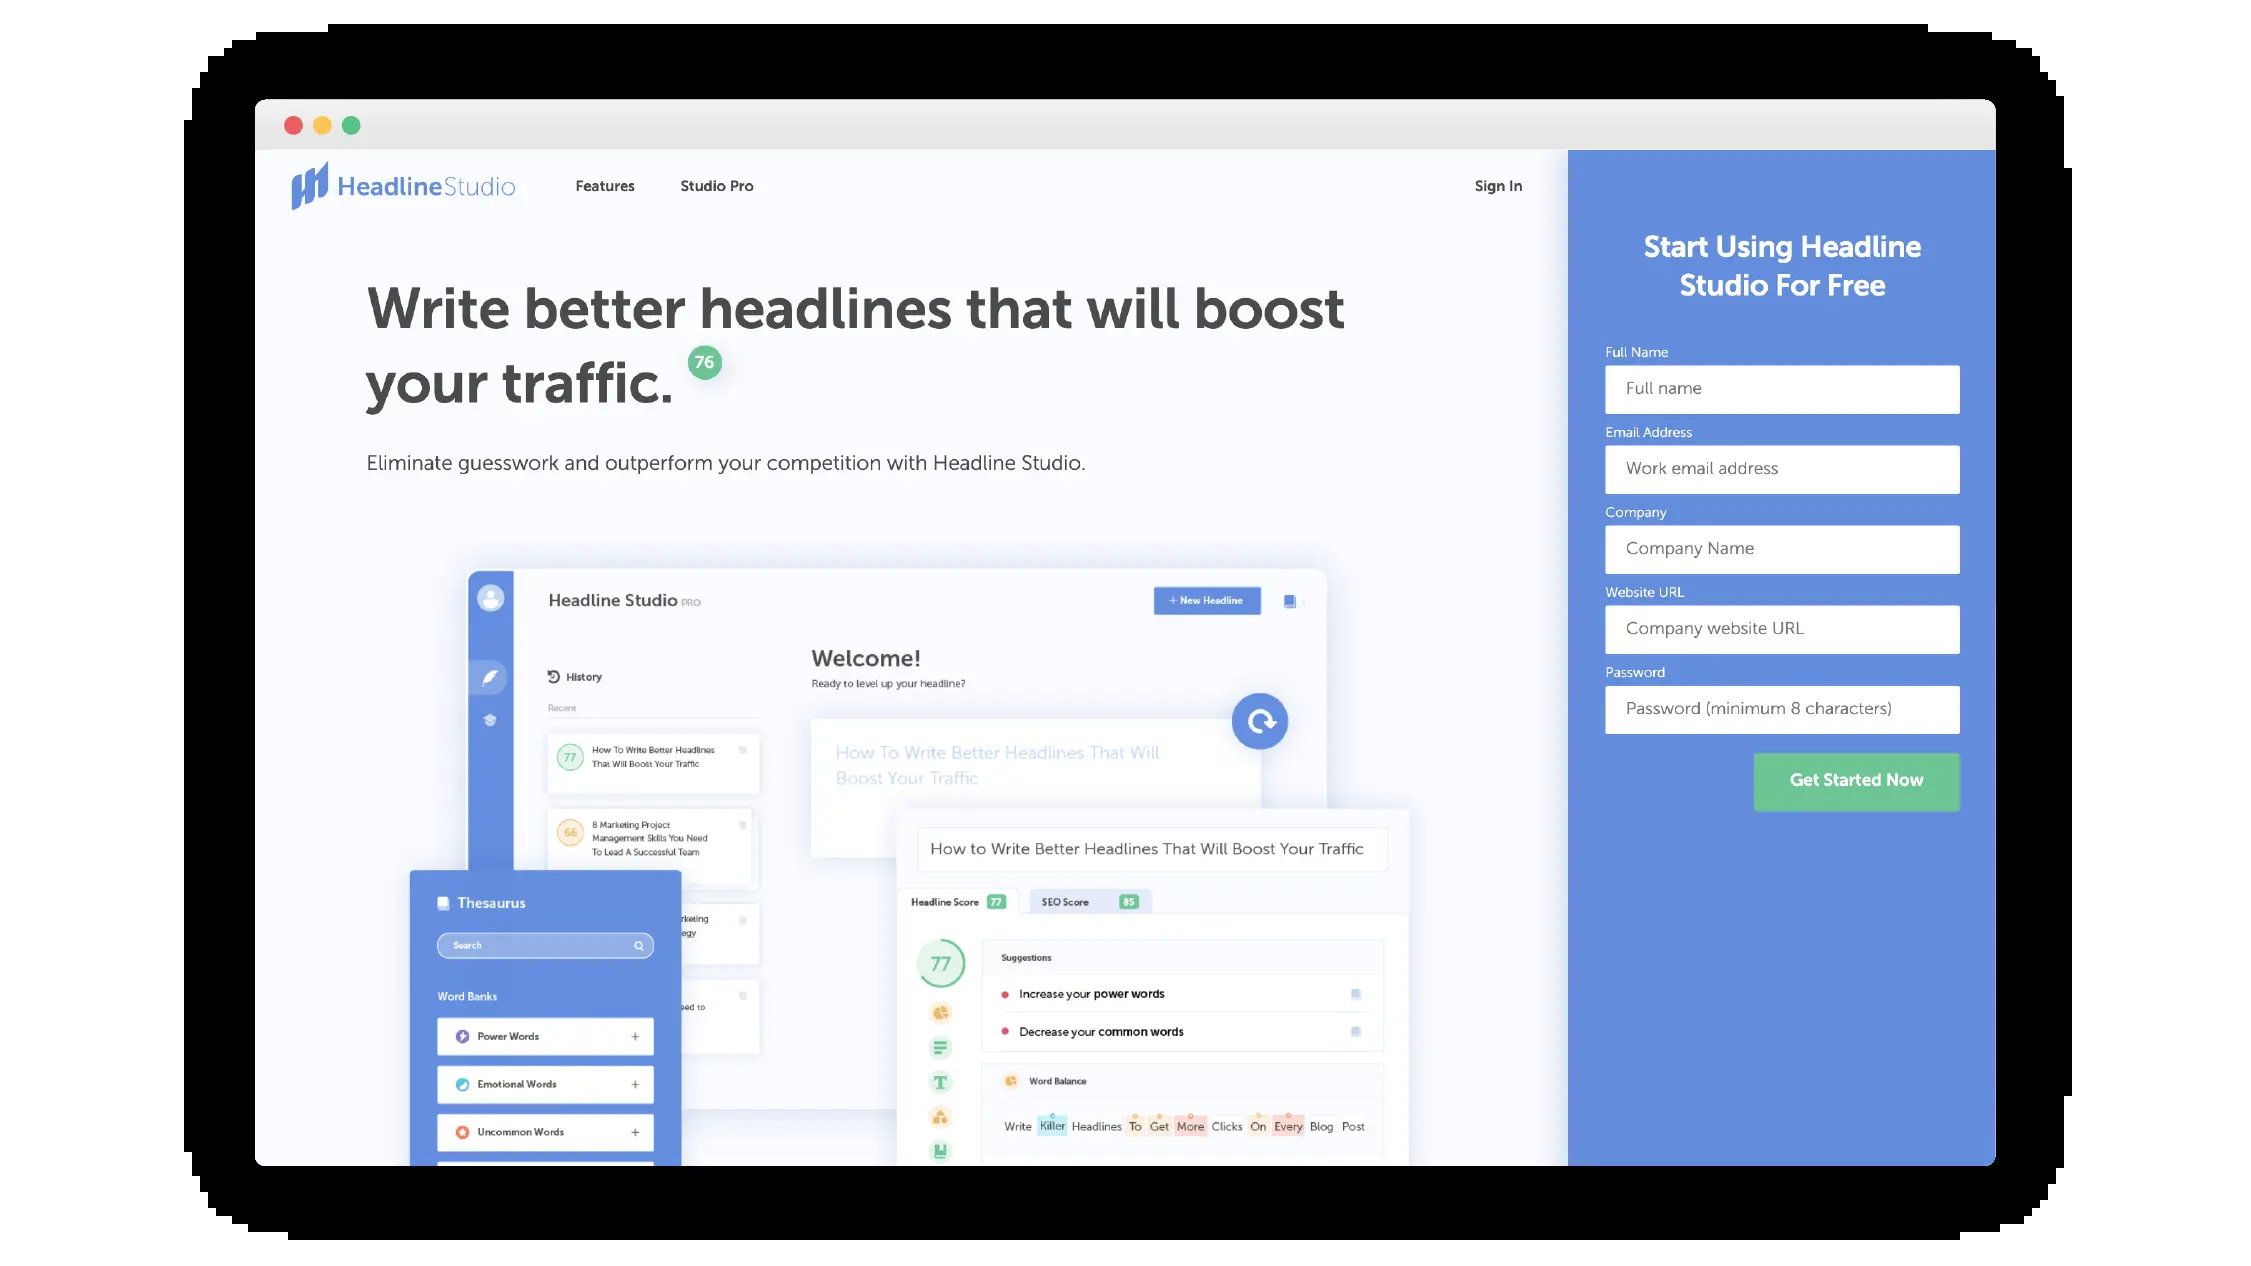 HeadlineStudio
Features
Studio Pro
Sign In
Write better headlines that will boost
your traffic.
76
Eliminate guesswork and outperform your competition with Headline Studio.
Headline Studio PRO
+ New Headline
History
Recent
77
How To Write Better Headlines
That Will Boost Your Traffic
66
8 Marketing Project
Management Skills You Need
To Lead A Successful Team
Welcome!
Ready to level up your headline?
How To Write Better Headlines That Will
Boost Your Traffic
Thesaurus
Search
Word Banks
Power Words +
Emotional Words +
Uncommon Words +
How to Write Better Headlines That Will Boost Your Traffic
Headline Score 77
SEO Score 85
77
Suggestions
Increase your power words
Decrease your common words
Word Balance
Write Killer Headlines To Get More Clicks On Every Blog Post
Start Using Headline
Studio For Free
Full Name
Full name
Email Address
Work email address
Company
Company Name
Website URL
Company website URL
Password
Password (minimum 8 characters)
Get Started Now